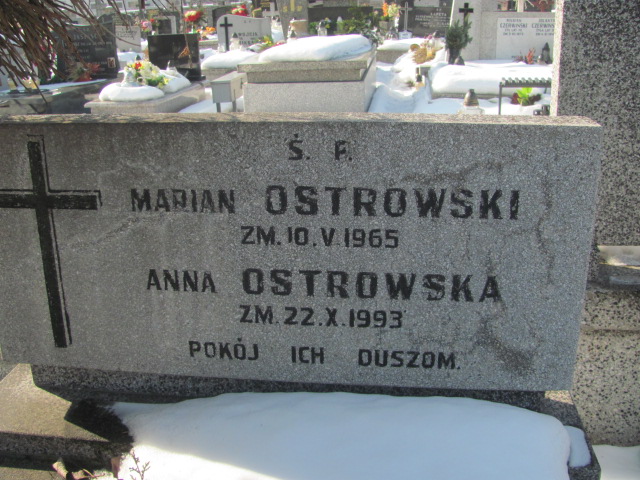 Ś. P.
MARIAN OSTROWSKI
ZM. 10.V.1965
ANNA OSTROWSKA
ZM. 22.X.1993
POKÓJ ICH DUSZOM.